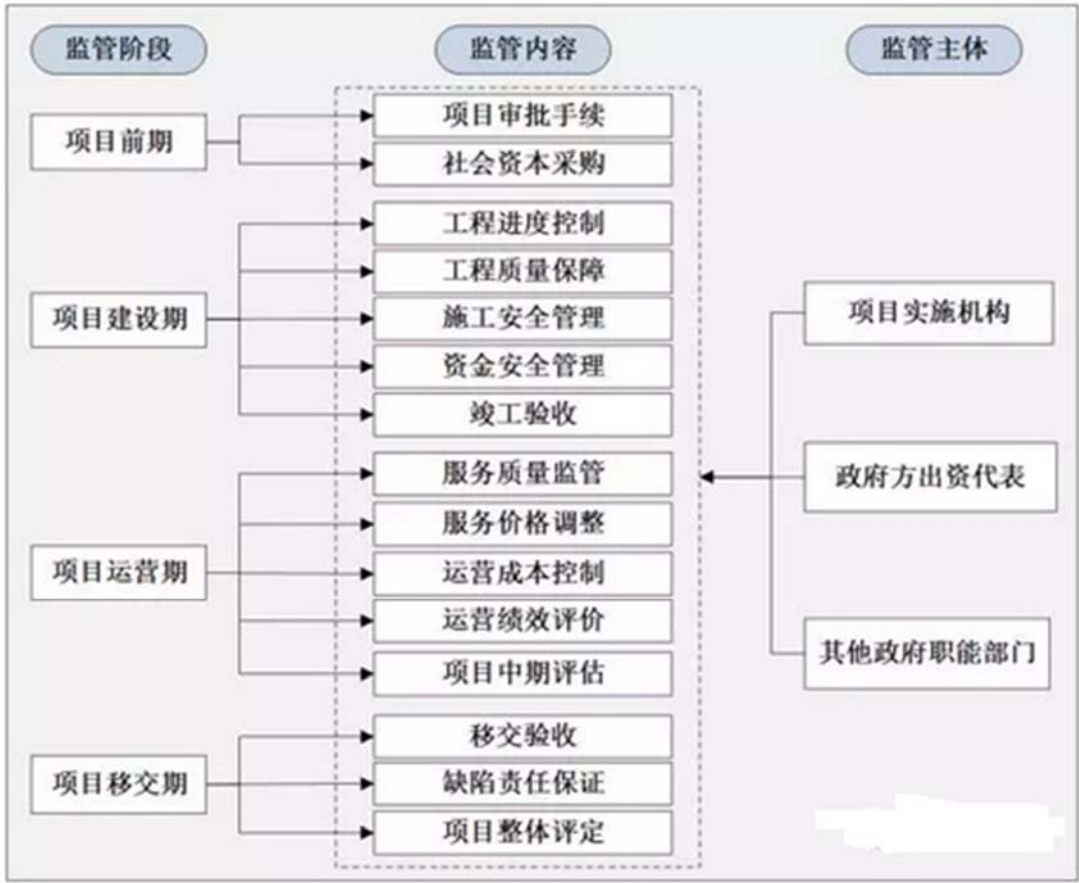 监管阶段
监管内容
监管主体
项目前期
项目审批手续
社会资本采购
项目建设期
工程进度控制
工程质量保障
施工安全管理
资金安全管理
竣工验收
项目运营期
服务质量监管
服务价格调整
运营成本控制
运营绩效评价
项目中期评估
项目移交期
移交验收
缺陷责任保证
项目整体评定
项目实施机构
政府方出资代表
其他政府职能部门